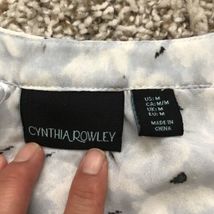 CYNTHIA ROWLEY
US: M
CA: M/M
UK: M
EU: M
MADE IN
CHINA